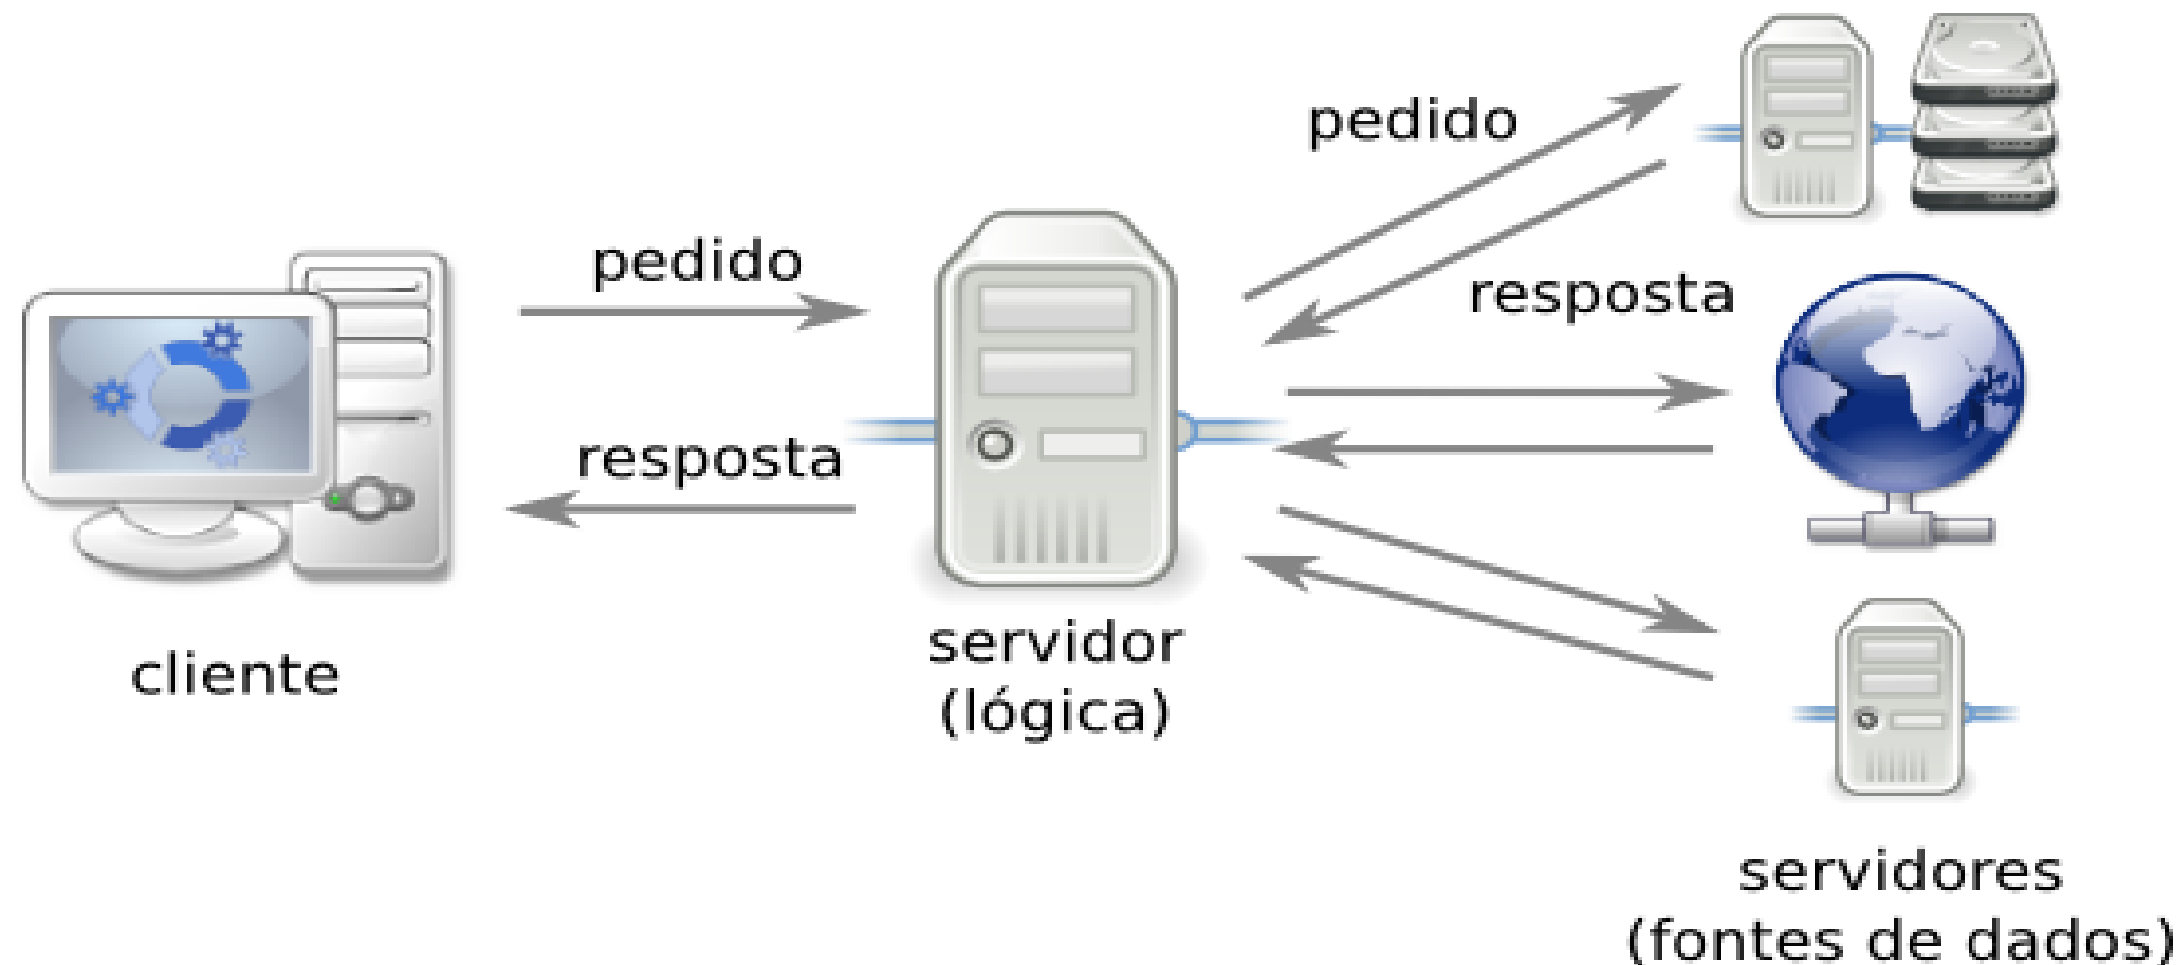 pedido
resposta
cliente
servidor
(lógica)
pedido
resposta
servidores
(fontes de dados)